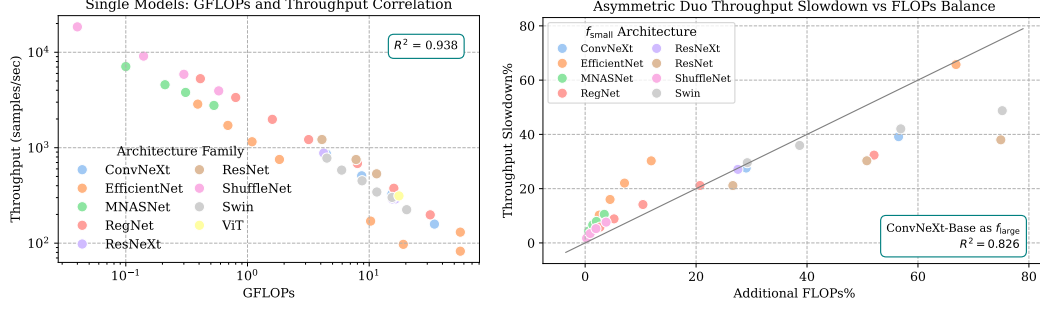 Single Models: GFLOPs and Throughput Correlation
R² = 0.938
Throughput (samples/sec)
10⁴
10³
10²
Architecture Family
ConvNeXt
EfficientNet
MNASNet
RegNet
ResNeXt
ResNet
ShuffleNet
Swin
ViT
10⁻¹
10⁰
10¹
GFLOPs
Asymmetric Duo Throughput Slowdown vs FLOPs Balance
Throughput Slowdown%
80
60
40
20
0
f_small Architecture
ConvNeXt
EfficientNet
MNASNet
RegNet
ResNeXt
ResNet
ShuffleNet
Swin
ConvNeXt-Base as f_large
R² = 0.826
0
20
40
60
80
Additional FLOPs%